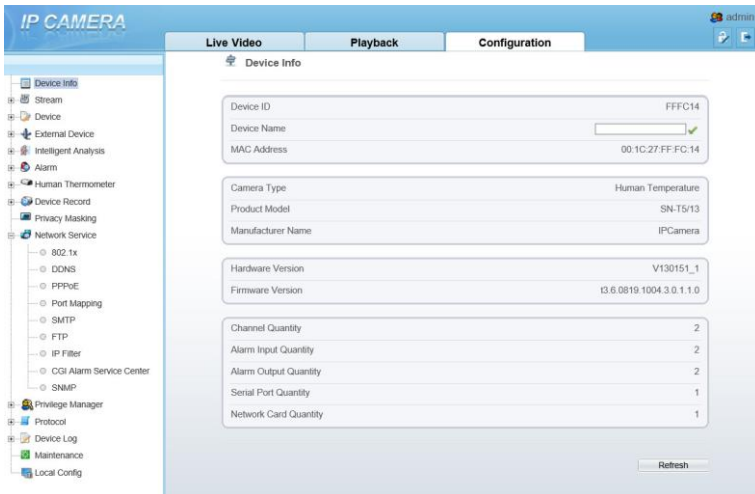 IP CAMERA
admin
Live Video Playback Configuration
Device Info
Device Info
Stream
Device
External Device
Intelligent Analysis
Alarm
Human Thermometer
Device Record
Privacy Masking
Network Service
802.1x
DDNS
PPPoE
Port Mapping
SMTP
FTP
IP Filter
CGI Alarm Service Center
SNMP
Privilege Manager
Protocol
Device Log
Maintenance
Local Config
Device ID FFFC14
Device Name
MAC Address 00:1C:27:FF:FC:14
Camera Type Human Temperature
Product Model SN-T5/13
Manufacturer Name IPCamera
Hardware Version V130151_1
Firmware Version t3.6.0819.1004.3.0.1.1.0
Channel Quantity 2
Alarm Input Quantity 2
Alarm Output Quantity 2
Serial Port Quantity 1
Network Card Quantity 1
Refresh